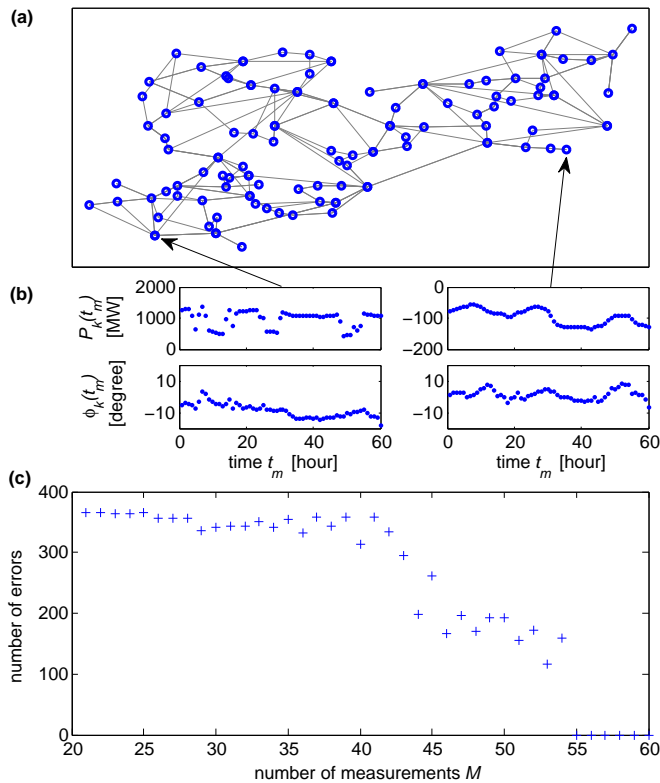 (a)
(b)
P_k(t_m) [MW]
2000
1000
0
0
−100
−200
ϕ_k(t_m) [degree]
10
−10
10
−10
0 20 40 60
0 20 40 60
time t_m [hour]
time t_m [hour]
(c)
number of errors
400
300
200
100
0
20 25 30 35 40 45 50 55 60
number of measurements M